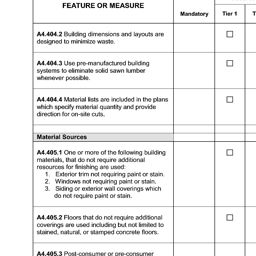 FEATURE OR MEASURE
Mandatory
Tier 1
T
A4.404.2 Building dimensions and layouts are
designed to minimize waste.
A4.404.3 Use pre-manufactured building
systems to eliminate solid sawn lumber
whenever possible.
A4.404.4 Material lists are included in the plans
which specify material quantity and provide
direction for on-site cuts.
Material Sources
A4.405.1 One or more of the following building
materials, that do not require additional
resources for finishing are used:
1. Exterior trim not requiring paint or stain.
2. Windows not requiring paint or stain.
3. Siding or exterior wall coverings which
do not require paint or stain.
A4.405.2 Floors that do not require additional
coverings are used including but not limited to
stained, natural, or stamped concrete floors.
A4.405.3 Post-consumer or pre-consumer